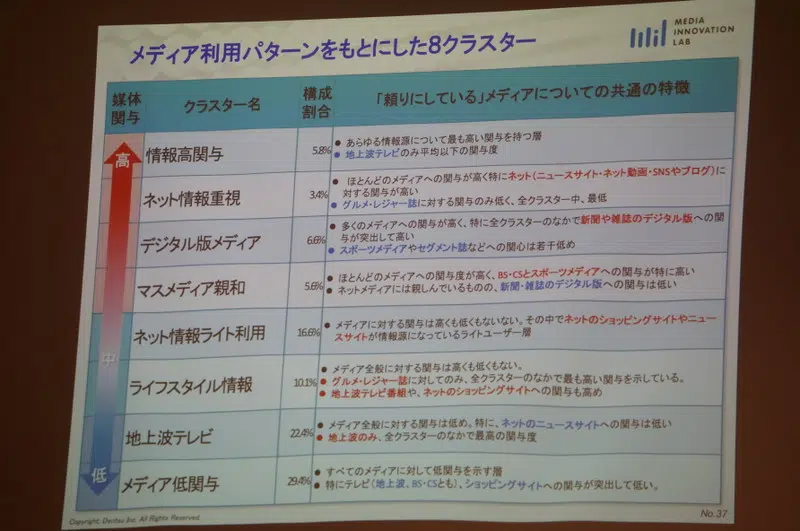 メディア利用パターンをもとにした8クラスター
MEDIA
INNOVATION
LAB
媒体
関与
クラスター名
構成
割合
「頼りにしている」メディアについての共通の特徴
高
情報高関与
5.8%
● あらゆる情報源について最も高い関与を持つ層
● 地上波テレビのみ平均以下の関与度
ネット情報重視
3.4%
● ほとんどのメディアへの関与が高く特にネット(ニュースサイト・ネット動画・SNSやブログ)に
対する関与が高い
● グルメ・レジャー誌に対する関与のみ低く、全クラスター中、最低
デジタル版メディア
6.6%
● 多くのメディアへの関与が高く、特に全クラスターのなかで新聞や雑誌のデジタル版への関
与が突出して高い
● スポーツメディアやセグメント誌などへの関心は若干低め
マスメディア親和
5.6%
● ほとんどのメディアへの関与度が高く、BS・CSとスポーツメディアへの関与が特に高い
● ネットメディアには親しんでいるものの、新聞・雑誌のデジタル版への関与は低い
ネット情報ライト利用
16.6%
● メディアに対する関与は高くも低くもないない。その中でネットのショッピングサイトやニュー
スサイトが情報源になっているライトユーザー層
中
ライフスタイル情報
10.1%
● メディア全般に対する関与は高くも低くもない。
● グルメ・レジャー誌に対してのみ、全クラスターのなかで最も高い関与を示している。
● 地上波テレビ番組や、ネットのショッピングサイトへの関与も高め
地上波テレビ
22.4%
● メディア全般に対する関与は低め。特に、ネットのニュースサイトへの関与は低い
● 地上波のみ、全クラスターのなかで最高の関与度
低
メディア低関与
29.4%
● すべてのメディアに対して低関与を示す層
● 特にテレビ(地上波、BS・CSとも)、ショッピングサイトへの関与が突出して低い。
Copyright: Dentsu Inc. All Rights Reserved
No.37